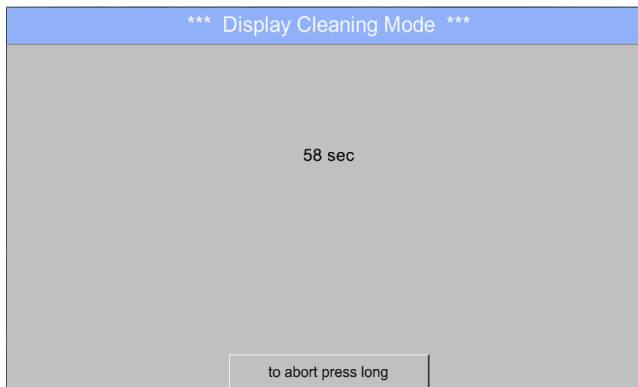 *** Display Cleaning Mode ***
58 sec
to abort press long